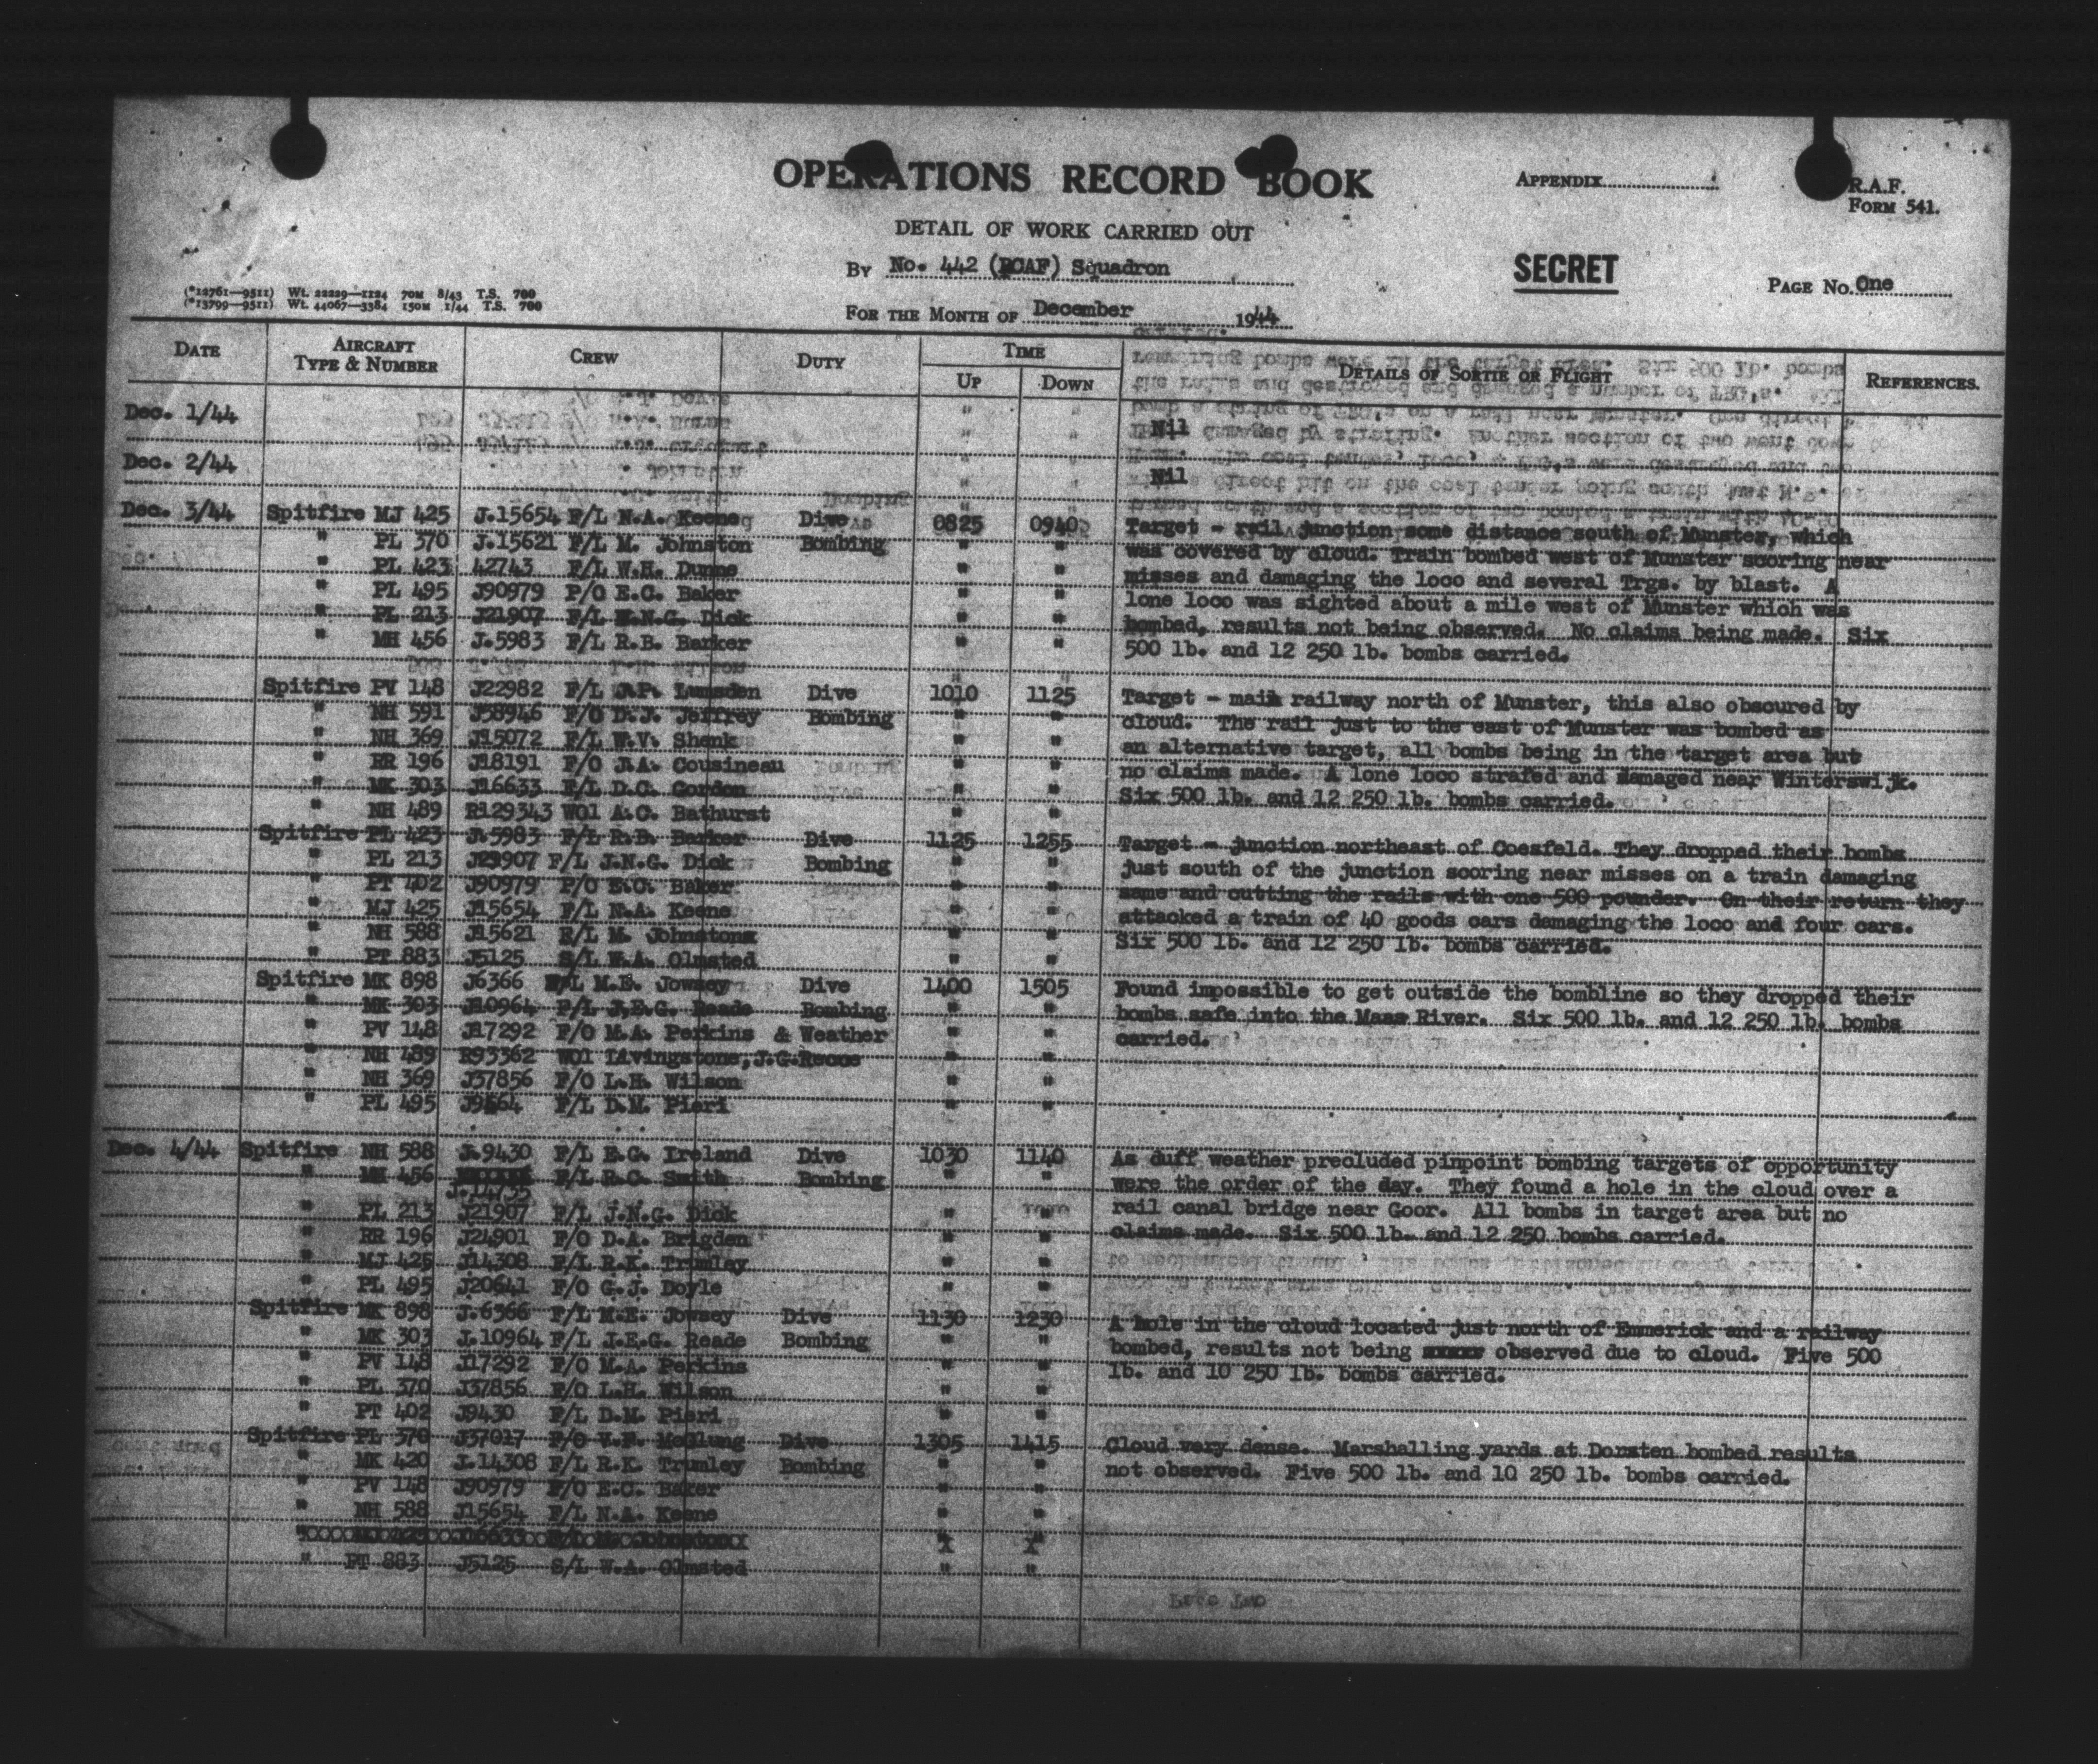 OPERATIONS RECORD BOOK
APPENDIX
R.A.F.
FORM 541.
DETAIL OF WORK CARRIED OUT
BY No. 442 (RCAF) Squadron
SECRET
PAGE No. One
(*12761—9511) Wt. 22229—1124 70M 8/43 T.S. 700
(*13799—9511) Wt. 44067—3384 150M 1/44 T.S. 700
FOR THE MONTH OF December 1944
DATE AIRCRAFT TYPE & NUMBER CREW DUTY TIME UP DOWN DETAILS OF SORTIE OR FLIGHT REFERENCES.
Dec. 1/44 Nil
Dec. 2/44 Nil
Dec. 3/44 Spitfire MJ 425 J.15654 F/L N.A. Keene Dive 0825 0940 Target - rail junction some distance south of Munster, which
" PL 370 J.15621 F/L M. Johnston Bombing " " was covered by cloud. Train bombed west of Munster scoring near
" PL 423 42743 F/L W.H. Dunne " " misses and damaging the loco and several Trgs. by blast. A
" PL 495 J90979 P/O E.C. Baker " " lone loco was sighted about a mile west of Munster which was
" PL 213 J21907 F/L N.G. Dick " " bombed, results not being observed. No claims being made. Six
" MH 456 J.5983 F/L R.B. Barker " " 500 lb. and 12 250 lb. bombs carried.
Spitfire PV 148 J22982 F/L J.P. Lumsden Dive 1010 1125 Target - main railway north of Munster, this also obscured by
" NH 591 J38946 F/O D.J. Jeffrey Bombing " " cloud. The rail just to the east of Munster was bombed as
" NH 369 J15072 F/L W.V. Shenk " " an alternative target, all bombs being in the target area but
" RR 196 J18191 F/O J.A. Cousineau " " no claims made. A lone loco strafed and damaged near Winterswijk.
" MK 303 J16633 F/L D.C. Gordon " " Six 500 lb. and 12 250 lb. bombs carried.
" NH 489 R129343 WO1 A.C. Bathurst " "
Spitfire PL 423 J.5983 F/L R.B. Barker Dive 1125 1255 Target - junction northeast of Coesfeld. They dropped their bombs
" PL 213 J21907 F/L J.N.G. Dick Bombing " " just south of the junction scoring near misses on a train damaging
" PT 402 J90979 P/O E.C. Baker " " same and cutting the rails with one 500 pounder. On their return they
" MJ 425 J15654 F/L N.A. Keene " " attacked a train of 40 goods cars damaging the loco and four cars.
" NH 588 J15621 F/L M. Johnstone " " Six 500 lb. and 12 250 lb. bombs carried.
" PT 883 J5125 S/L W.A. Olmsted " "
Spitfire MK 898 J6366 F/L M.E. Jowsey Dive 1400 1505 Found impossible to get outside the bombline so they dropped their
" MK 303 J10964 F/L J.E.G. Reade Bombing " " bombs safe into the Maas River. Six 500 lb. and 12 250 lb. bombs
" PV 148 J17292 F/O M.A. Perkins & Weather " " carried.
" NH 489 R93362 WO1 Livingstone, J.G. Recce " "
" NH 369 J37856 F/O L.H. Wilson " "
" PL 495 F/L D.M. Pieri " "
Dec. 4/44 Spitfire NH 588 J.9430 F/L E.G. Ireland Dive 1030 1140 As duff weather precluded pinpoint bombing targets of opportunity
" MH 456 J.14755 F/L R.C. Smith Bombing " " were the order of the day. They found a hole in the cloud over a
" PL 213 J21907 F/L J.N.G. Dick " " rail canal bridge near Goor. All bombs in target area but no
" RR 196 J24901 F/O D.A. Brigden " " claims made. Six 500 lb. and 12 250 bombs carried.
" MJ 425 J14308 F/L R.K. Trumley " "
" PL 495 J20641 F/O G.J. Doyle " "
Spitfire MK 898 J.6366 F/L M.E. Jowsey Dive 1130 1230 A hole in the cloud located just north of Emmerick and a railway
" MK 303 J.10964 F/L J.E.G. Reade Bombing " " bombed, results not being observed due to cloud. Five 500
" PV 148 J17292 F/O M.A. Perkins " " lb. and 10 250 lb. bombs carried.
" PL 370 J37856 F/O L.H. Wilson " "
" PT 402 J9430 F/L D.M. Pieri " "
Spitfire PL 370 J37017 F/O V.F. McClung Dive 1305 1415 Cloud very dense. Marshalling yards at Dorsten bombed results
" MK 420 J.14308 F/L R.K. Trumley Bombing " " not observed. Five 500 lb. and 10 250 lb. bombs carried.
" PV 148 J90979 F/O E.C. Baker " "
" NH 588 J15654 F/L N.A. Keene " "
" PT 883 J5125 S/L W.A. Olmsted " "